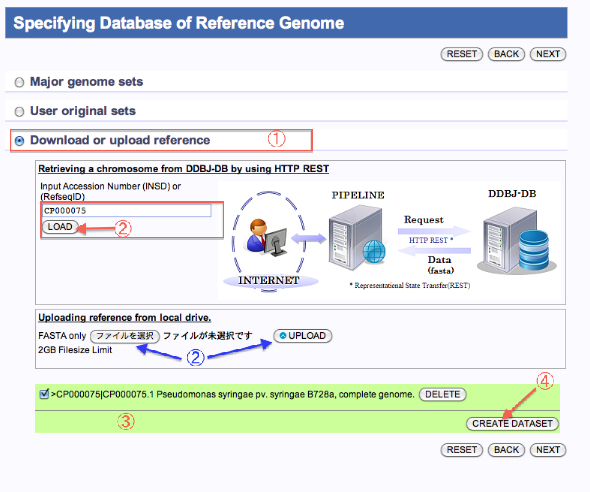 Specifying Database of Reference Genome
RESET BACK NEXT
Major genome sets
User original sets
Download or upload reference ①
Retrieving a chromosome from DDBJ-DB by using HTTP REST
Input Accession Number (INSD) or
(RefseqID)
CP000075
LOAD ②
PIPELINE
DDBJ-DB
Request
HTTP REST *
Data
(fasta)
INTERNET
* Representational State Transfer(REST)
Uploading reference from local drive.
FASTA only ファイルを選択 ファイルが未選択です UPLOAD
2GB Filesize Limit
②
>CP000075|CP000075.1 Pseudomonas syringae pv. syringae B728a, complete genome. DELETE
④
③
CREATE DATASET
RESET BACK NEXT